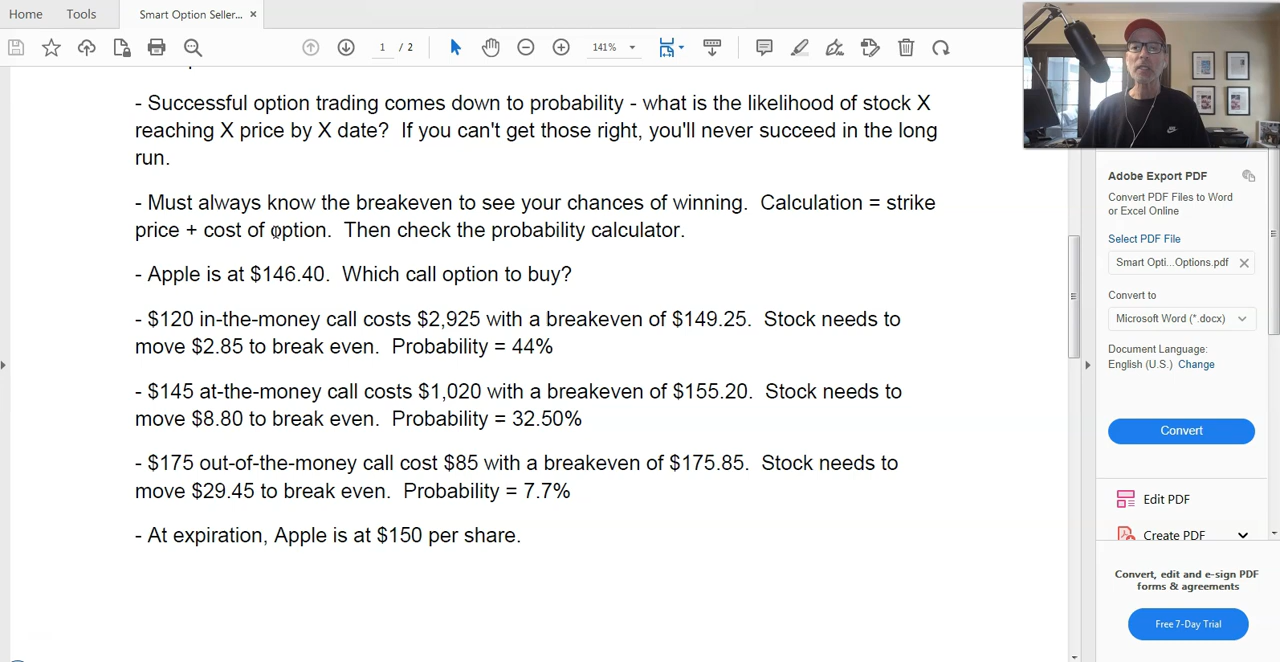 Home
Tools
Smart Option Seller... ×
1 / 2
141%
- Successful option trading comes down to probability - what is the likelihood of stock X
reaching X price by X date? If you can't get those right, you'll never succeed in the long
run.
- Must always know the breakeven to see your chances of winning. Calculation = strike
price + cost of option. Then check the probability calculator.
- Apple is at $146.40. Which call option to buy?
- $120 in-the-money call costs $2,925 with a breakeven of $149.25. Stock needs to
move $2.85 to break even. Probability = 44%
- $145 at-the-money call costs $1,020 with a breakeven of $155.20. Stock needs to
move $8.80 to break even. Probability = 32.50%
- $175 out-of-the-money call cost $85 with a breakeven of $175.85. Stock needs to
move $29.45 to break even. Probability = 7.7%
- At expiration, Apple is at $150 per share.
Adobe Export PDF
Convert PDF Files to Word
or Excel Online
Select PDF File
Smart Opti...Options.pdf
Convert to
Microsoft Word (*.docx)
Document Language:
English (U.S.) Change
Convert
Edit PDF
Create PDF
Convert, edit and e-sign PDF
forms & agreements
Free 7-Day Trial